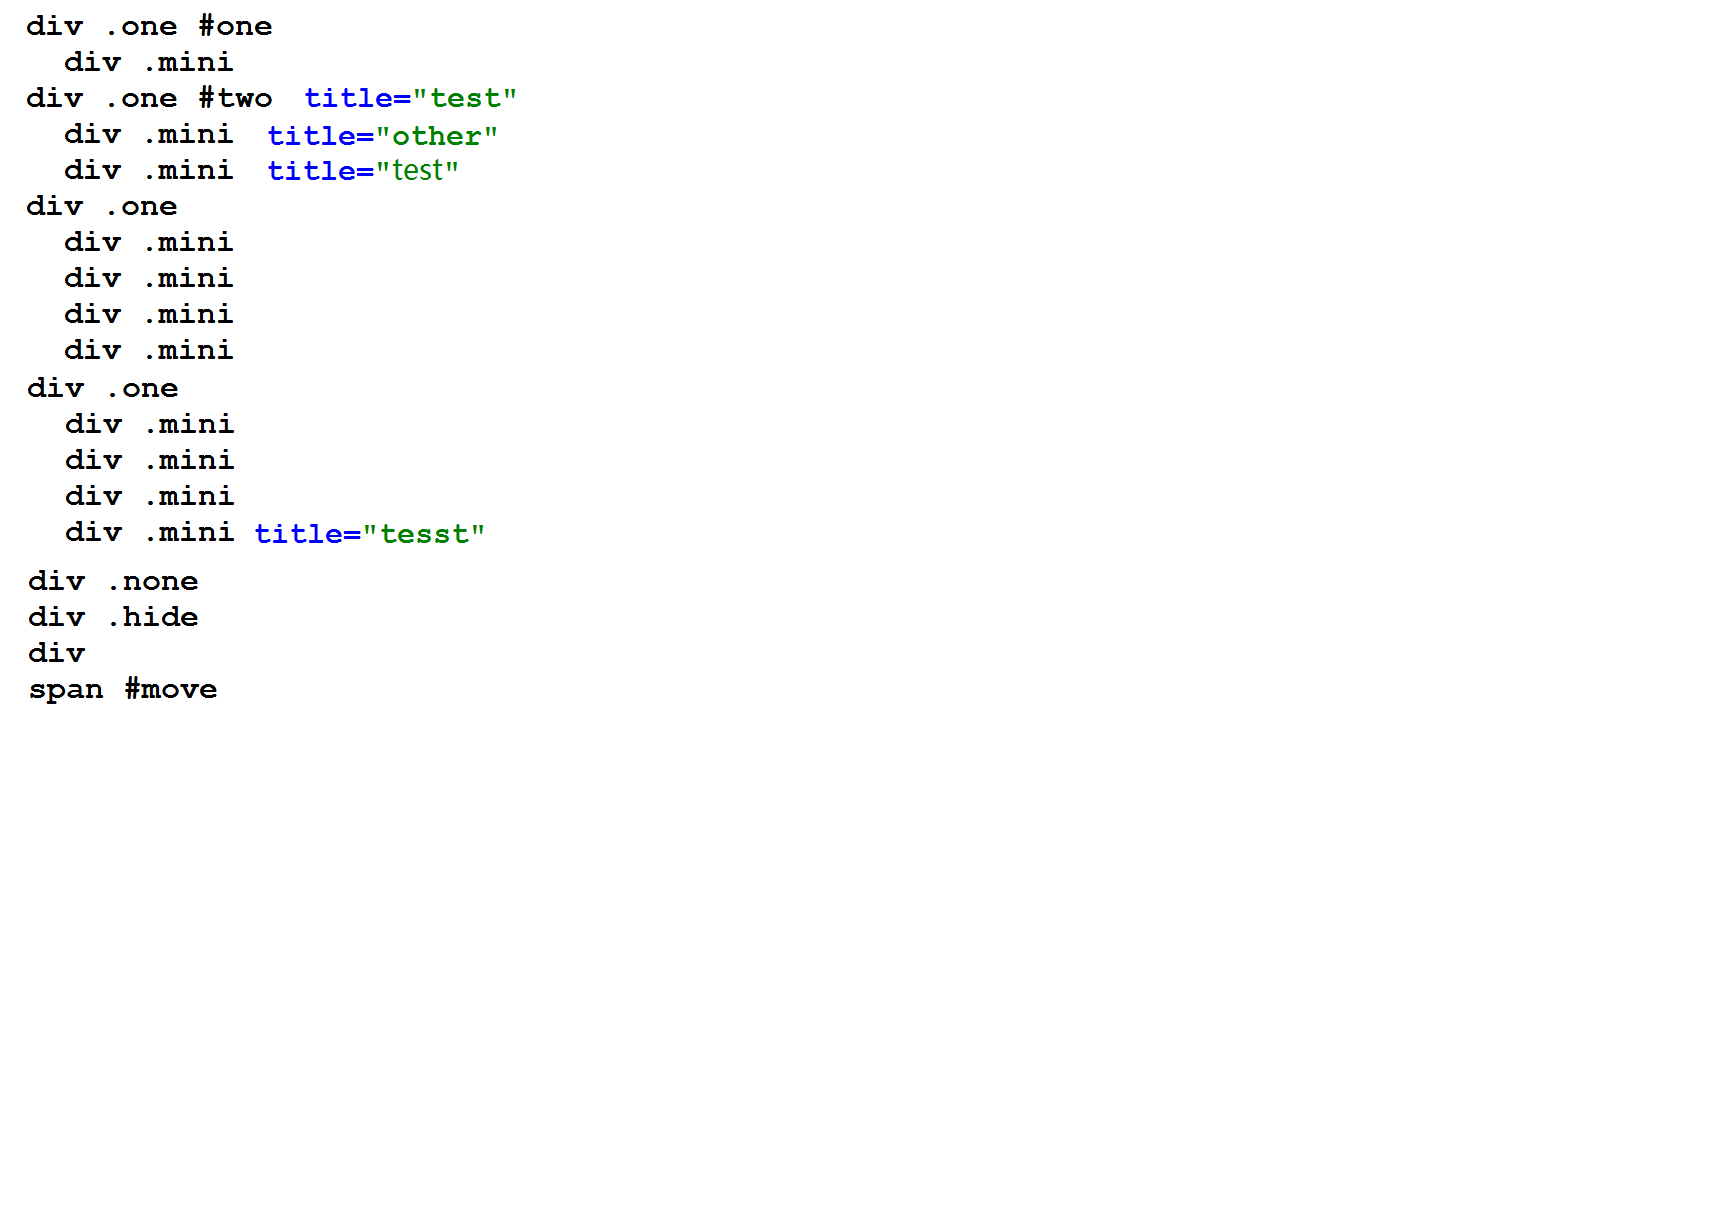 div .one #one
div .mini
div .one #two title="test"
div .mini title="other"
div .mini title="test"
div .one
div .mini
div .mini
div .mini
div .mini
div .one
div .mini
div .mini
div .mini
div .mini title="tesst"
div .none
div .hide
div
span #move